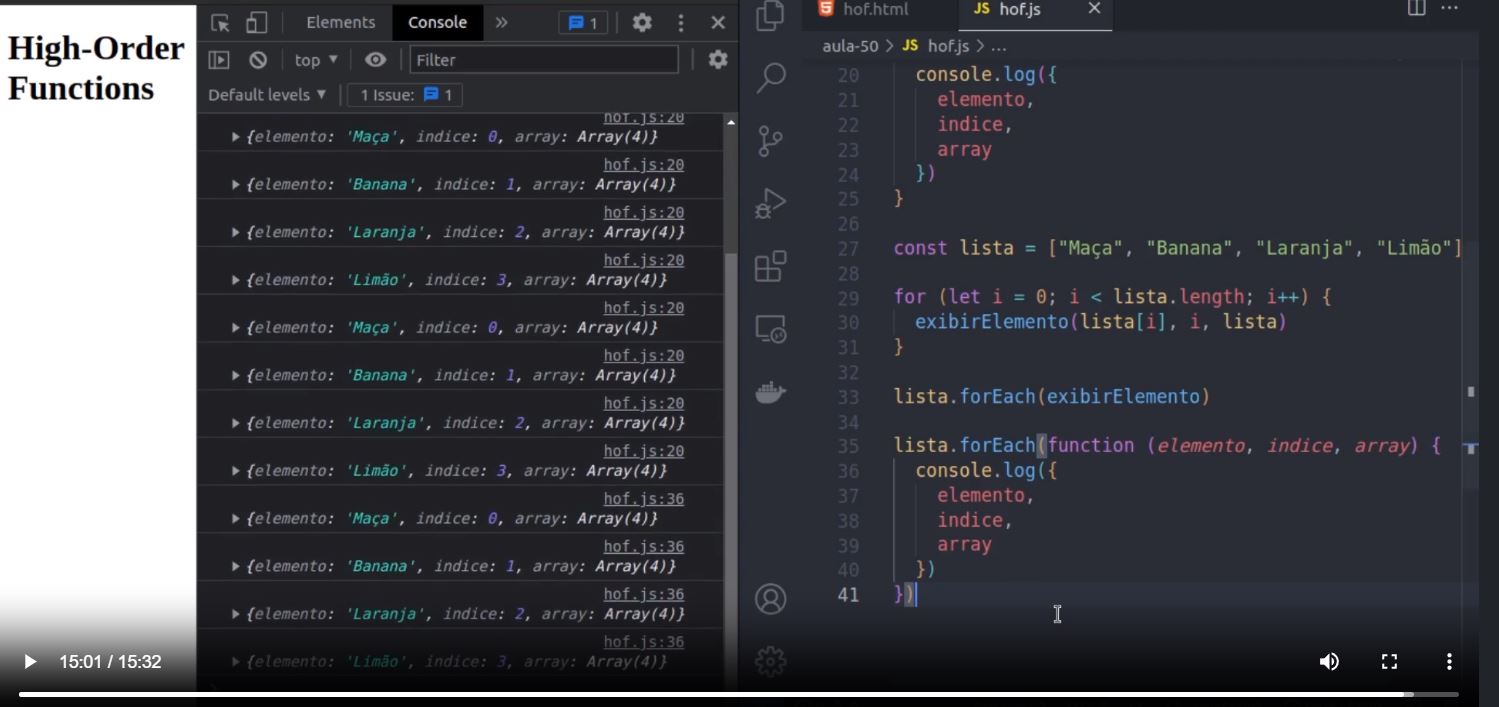 High-Order
Functions
Elements
Console
»
1
top ▼
Filter
Default levels ▼
1 Issue:
1
hof.js:20
▶ {elemento: 'Maça', indice: 0, array: Array(4)}
hof.js:20
▶ {elemento: 'Banana', indice: 1, array: Array(4)}
hof.js:20
▶ {elemento: 'Laranja', indice: 2, array: Array(4)}
hof.js:20
▶ {elemento: 'Limão', indice: 3, array: Array(4)}
hof.js:20
▶ {elemento: 'Maça', indice: 0, array: Array(4)}
hof.js:20
▶ {elemento: 'Banana', indice: 1, array: Array(4)}
hof.js:20
▶ {elemento: 'Laranja', indice: 2, array: Array(4)}
hof.js:20
▶ {elemento: 'Limão', indice: 3, array: Array(4)}
hof.js:36
▶ {elemento: 'Maça', indice: 0, array: Array(4)}
hof.js:36
▶ {elemento: 'Banana', indice: 1, array: Array(4)}
hof.js:36
▶ {elemento: 'Laranja', indice: 2, array: Array(4)}
hof.js:36
▶ {elemento: 'Limão', indice: 3, array: Array(4)}
15:01 / 15:32
hof.html
JS hof.js
aula-50 > JS hof.js > ...
20 console.log({
21 elemento,
22 indice,
23 array
24 })
25 }
26
27 const lista = ["Maça", "Banana", "Laranja", "Limão"]
28
29 for (let i = 0; i < lista.length; i++) {
30 exibirElemento(lista[i], i, lista)
31 }
32
33 lista.forEach(exibirElemento)
34
35 lista.forEach(function (elemento, indice, array) {
36 console.log({
37 elemento,
38 indice,
39 array
40 })
41 })